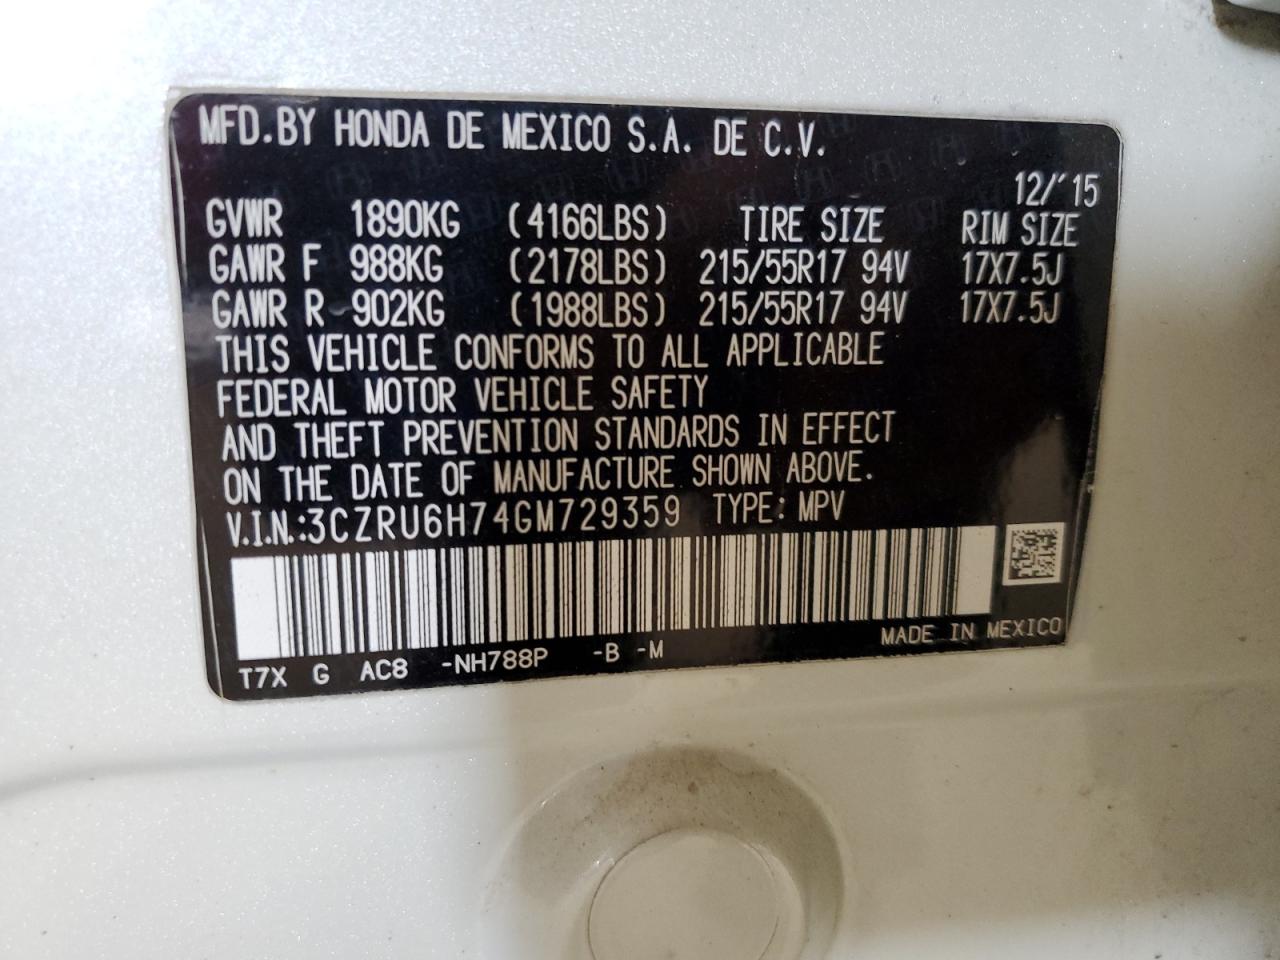 MFD.BY HONDA DE MEXICO S.A. DE C.V.
12/'15
GVWR 1890KG (4166LBS) TIRE SIZE RIM SIZE
GAWR F 988KG (2178LBS) 215/55R17 94V 17X7.5J
GAWR R 902KG (1988LBS) 215/55R17 94V 17X7.5J
THIS VEHICLE CONFORMS TO ALL APPLICABLE
FEDERAL MOTOR VEHICLE SAFETY
AND THEFT PREVENTION STANDARDS IN EFFECT
ON THE DATE OF MANUFACTURE SHOWN ABOVE.
V.I.N.:3CZRU6H74GM729359 TYPE: MPV
MADE IN MEXICO
T7X G AC8 -NH788P -B -M